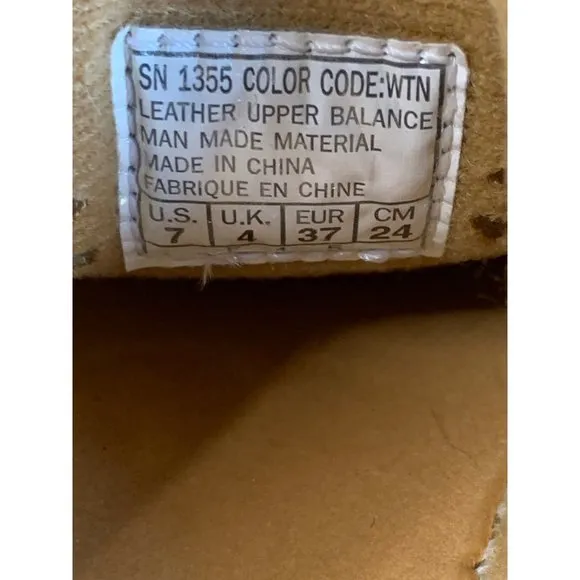 SN 1355 COLOR CODE:WTN
LEATHER UPPER BALANCE
MAN MADE MATERIAL
MADE IN CHINA
FABRIQUE EN CHINE
U.S. U.K. EUR CM
7 4 37 24